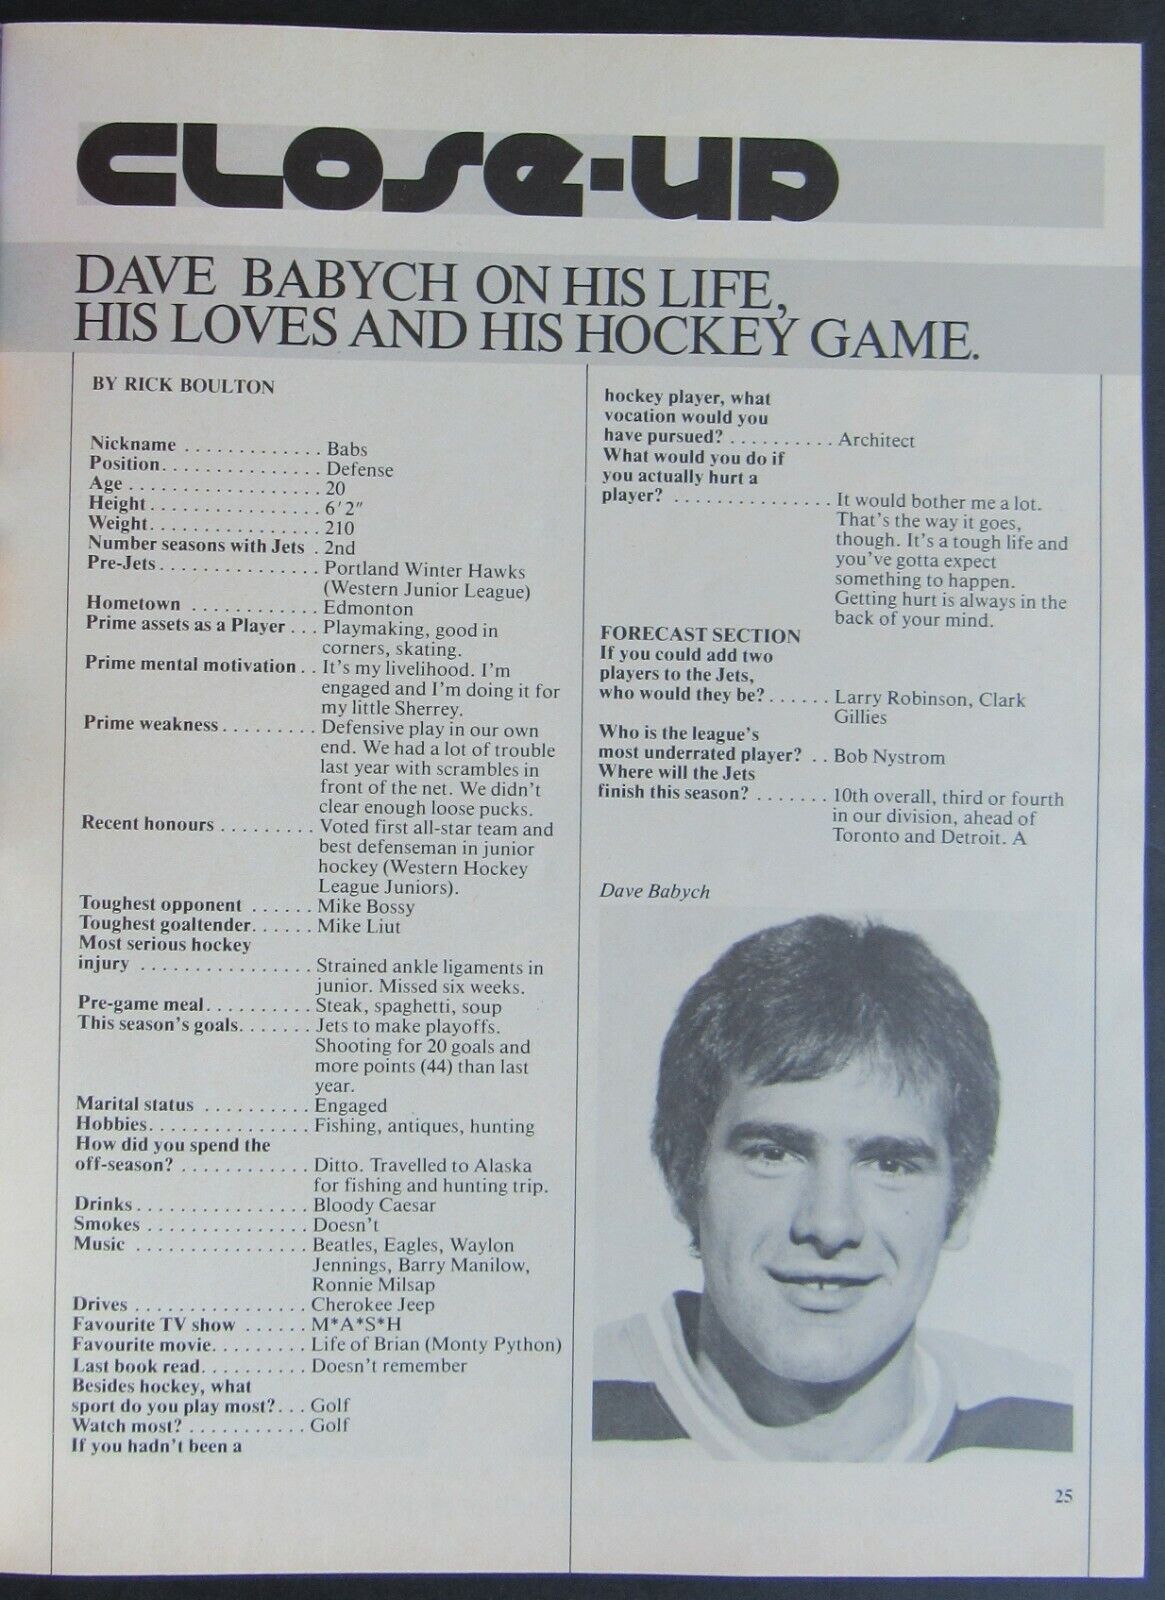 CLOSE-UP
DAVE BABYCH ON HIS LIFE,
HIS LOVES AND HIS HOCKEY GAME.
BY RICK BOULTON
Nickname . . . . . . . . . . . . . Babs
Position. . . . . . . . . . . . . . . Defense
Age . . . . . . . . . . . . . . . . . . 20
Height . . . . . . . . . . . . . . . . 6'2"
Weight. . . . . . . . . . . . . . . . 210
Number seasons with Jets . 2nd
Pre-Jets. . . . . . . . . . . . . . . Portland Winter Hawks
(Western Junior League)
Hometown . . . . . . . . . . . . Edmonton
Prime assets as a Player . . . Playmaking, good in
corners, skating.
Prime mental motivation . . It's my livelihood. I'm
engaged and I'm doing it for
my little Sherrey.
Prime weakness . . . . . . . . . Defensive play in our own
end. We had a lot of trouble
last year with scrambles in
front of the net. We didn't
clear enough loose pucks.
Recent honours . . . . . . . . . Voted first all-star team and
best defenseman in junior
hockey (Western Hockey
League Juniors).
Toughest opponent . . . . . . Mike Bossy
Toughest goaltender. . . . . . Mike Liut
Most serious hockey
injury . . . . . . . . . . . . . . . . Strained ankle ligaments in
junior. Missed six weeks.
Pre-game meal. . . . . . . . . . Steak, spaghetti, soup
This season's goals. . . . . . . Jets to make playoffs.
Shooting for 20 goals and
more points (44) than last
year.
Marital status . . . . . . . . . . Engaged
Hobbies. . . . . . . . . . . . . . . Fishing, antiques, hunting
How did you spend the
off-season? . . . . . . . . . . . . Ditto. Travelled to Alaska
for fishing and hunting trip.
Drinks . . . . . . . . . . . . . . . . Bloody Caesar
Smokes . . . . . . . . . . . . . . . Doesn't
Music . . . . . . . . . . . . . . . . Beatles, Eagles, Waylon
Jennings, Barry Manilow,
Ronnie Milsap
Drives . . . . . . . . . . . . . . . . Cherokee Jeep
Favourite TV show . . . . . . M*A*S*H
Favourite movie. . . . . . . . . Life of Brian (Monty Python)
Last book read. . . . . . . . . . Doesn't remember
Besides hockey, what
sport do you play most?. . . Golf
Watch most? . . . . . . . . . . . Golf
If you hadn't been a
hockey player, what
vocation would you
have pursued? . . . . . . . . . . Architect
What would you do if
you actually hurt a
player? . . . . . . . . . . . . . . . It would bother me a lot.
That's the way it goes,
though. It's a tough life and
you've gotta expect
something to happen.
Getting hurt is always in the
back of your mind.
FORECAST SECTION
If you could add two
players to the Jets,
who would they be? . . . . . . Larry Robinson, Clark
Gillies
Who is the league's
most underrated player? . . Bob Nystrom
Where will the Jets
finish this season? . . . . . . . 10th overall, third or fourth
in our division, ahead of
Toronto and Detroit. A
Dave Babych
25